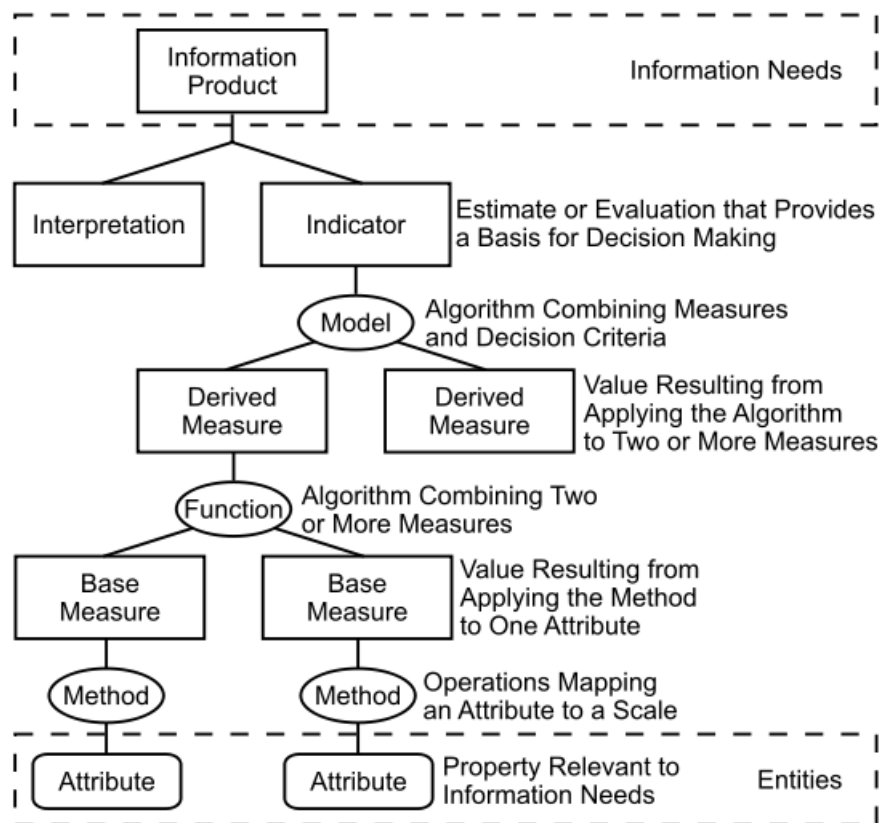 Information
Product
Information Needs
Interpretation
Indicator
Estimate or Evaluation that Provides
a Basis for Decision Making
Model
Algorithm Combining Measures
and Decision Criteria
Derived
Measure
Derived
Measure
Value Resulting from
Applying the Algorithm
to Two or More Measures
Function
Algorithm Combining Two
or More Measures
Base
Measure
Base
Measure
Value Resulting from
Applying the Method
to One Attribute
Method
Method
Operations Mapping
an Attribute to a Scale
Attribute
Attribute
Property Relevant to
Information Needs
Entities